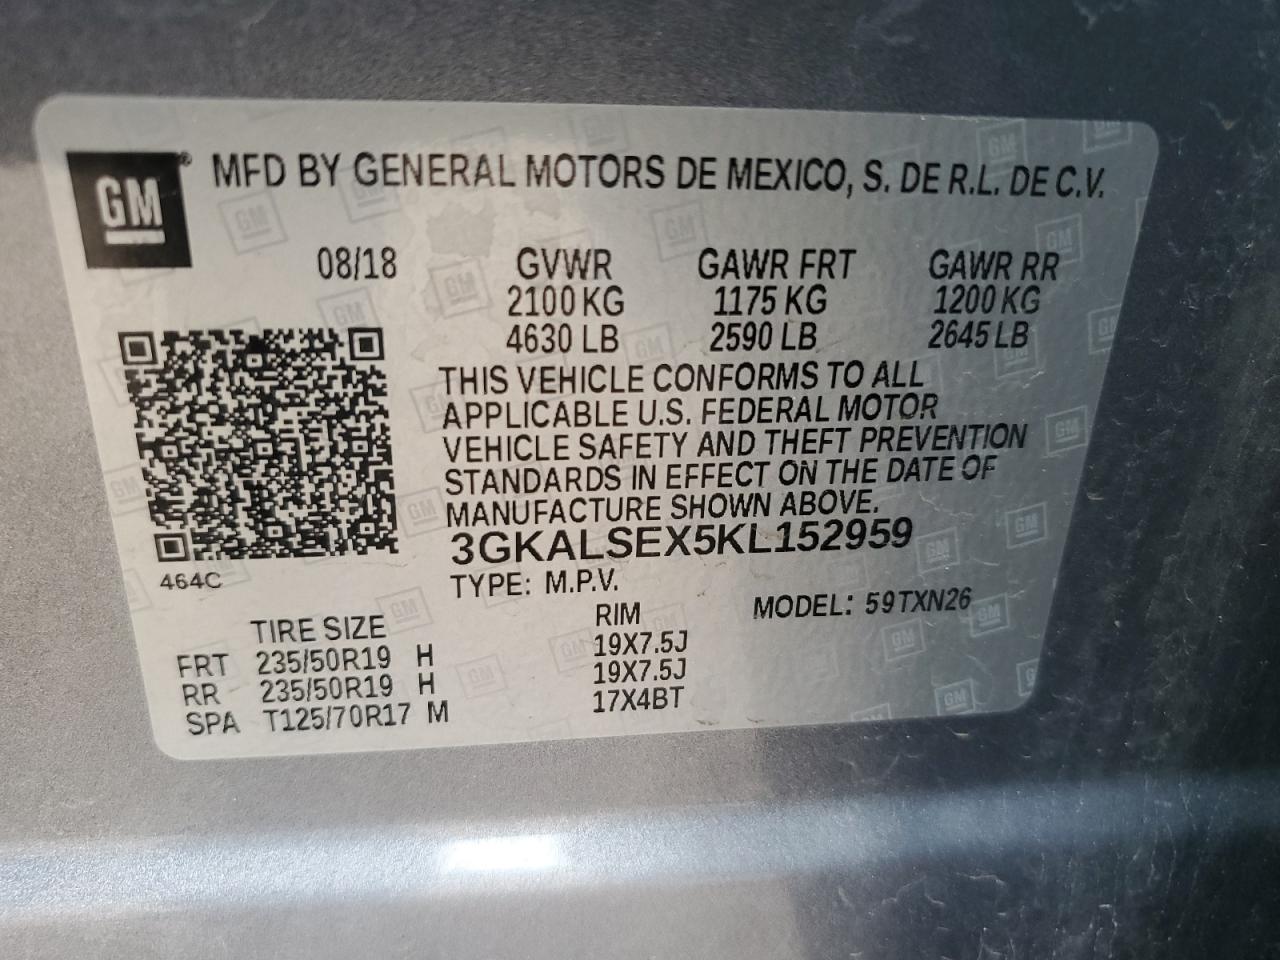 GM® MFD BY GENERAL MOTORS DE MEXICO, S. DE R.L. DE C.V.
08/18 GVWR GAWR FRT GAWR RR
2100 KG 1175 KG 1200 KG
4630 LB 2590 LB 2645 LB
THIS VEHICLE CONFORMS TO ALL
APPLICABLE U.S. FEDERAL MOTOR
VEHICLE SAFETY AND THEFT PREVENTION
STANDARDS IN EFFECT ON THE DATE OF
MANUFACTURE SHOWN ABOVE.
3GKALSEX5KL152959
464C
TYPE: M.P.V. MODEL: 59TXN26
TIRE SIZE RIM
FRT 235/50R19 H 19X7.5J
RR 235/50R19 H 19X7.5J
SPA T125/70R17 M 17X4BT